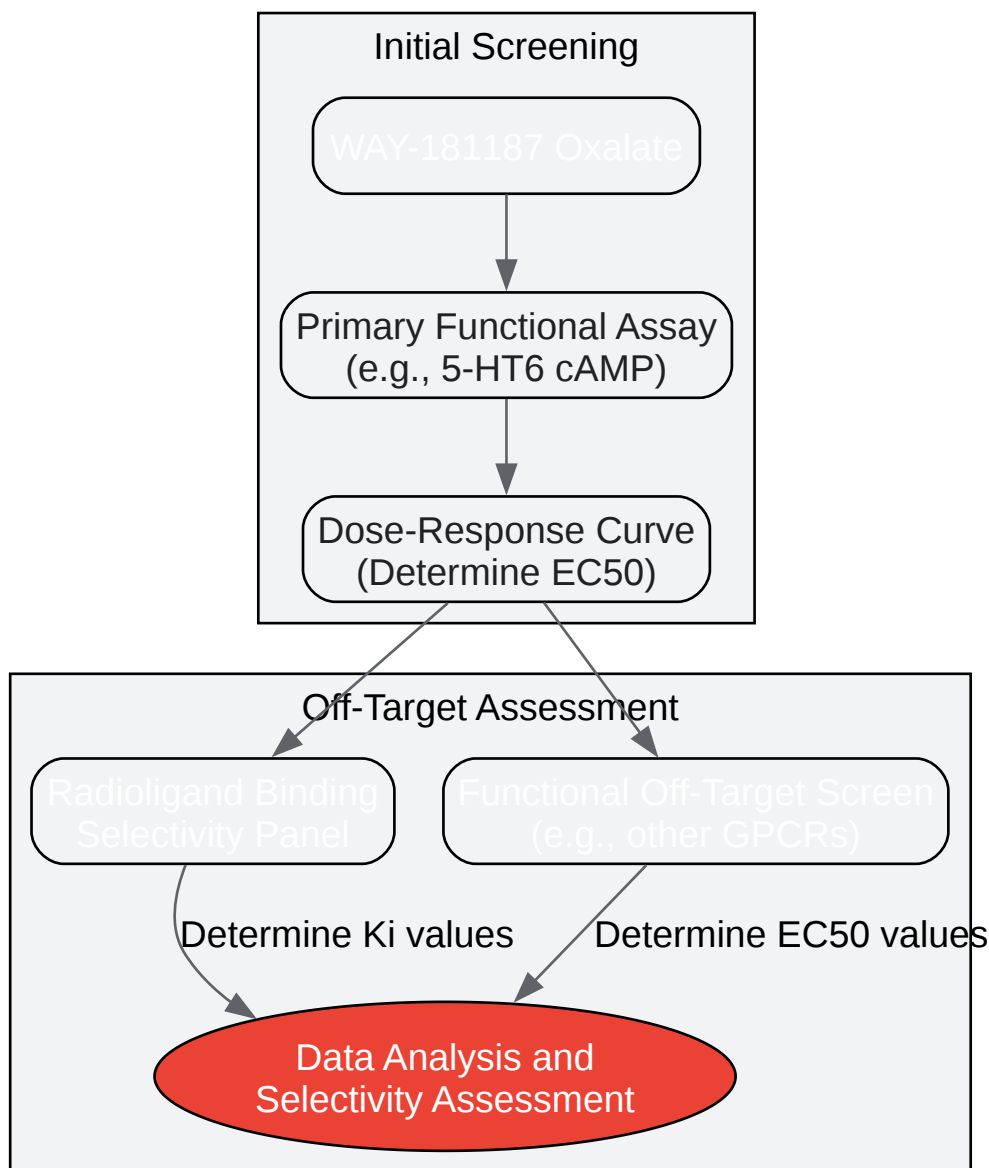 Initial Screening
WAY-181187 Oxalate
Primary Functional Assay
(e.g., 5-HT6 cAMP)
Dose-Response Curve
(Determine EC50)
Off-Target Assessment
Radioligand Binding
Selectivity Panel
Functional Off-Target Screen
(e.g., other GPCRs)
Determine Ki values
Determine EC50 values
Data Analysis and
Selectivity Assessment